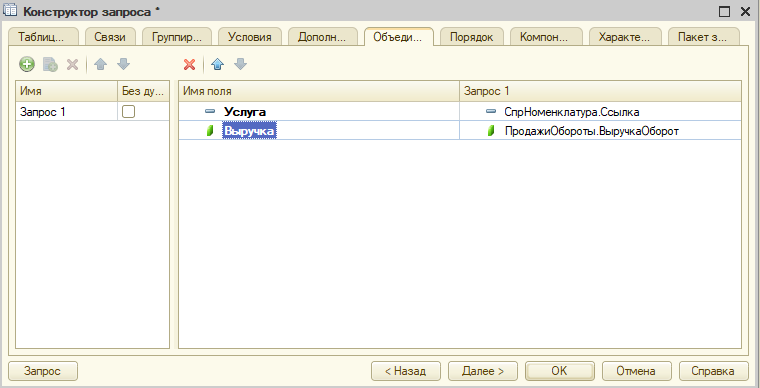 Конструктор запроса *
Таблиц... Связи Группир... Условия Дополн... Объеди... Порядок Компон... Характе... Пакет з...
Имя Без ду... Имя поля Запрос 1
Запрос 1 Услуга СпрНоменклатура.Ссылка
Выручка ПродажиОбороты.ВыручкаОборот
Запрос < Назад Далее > OK Отмена Справка